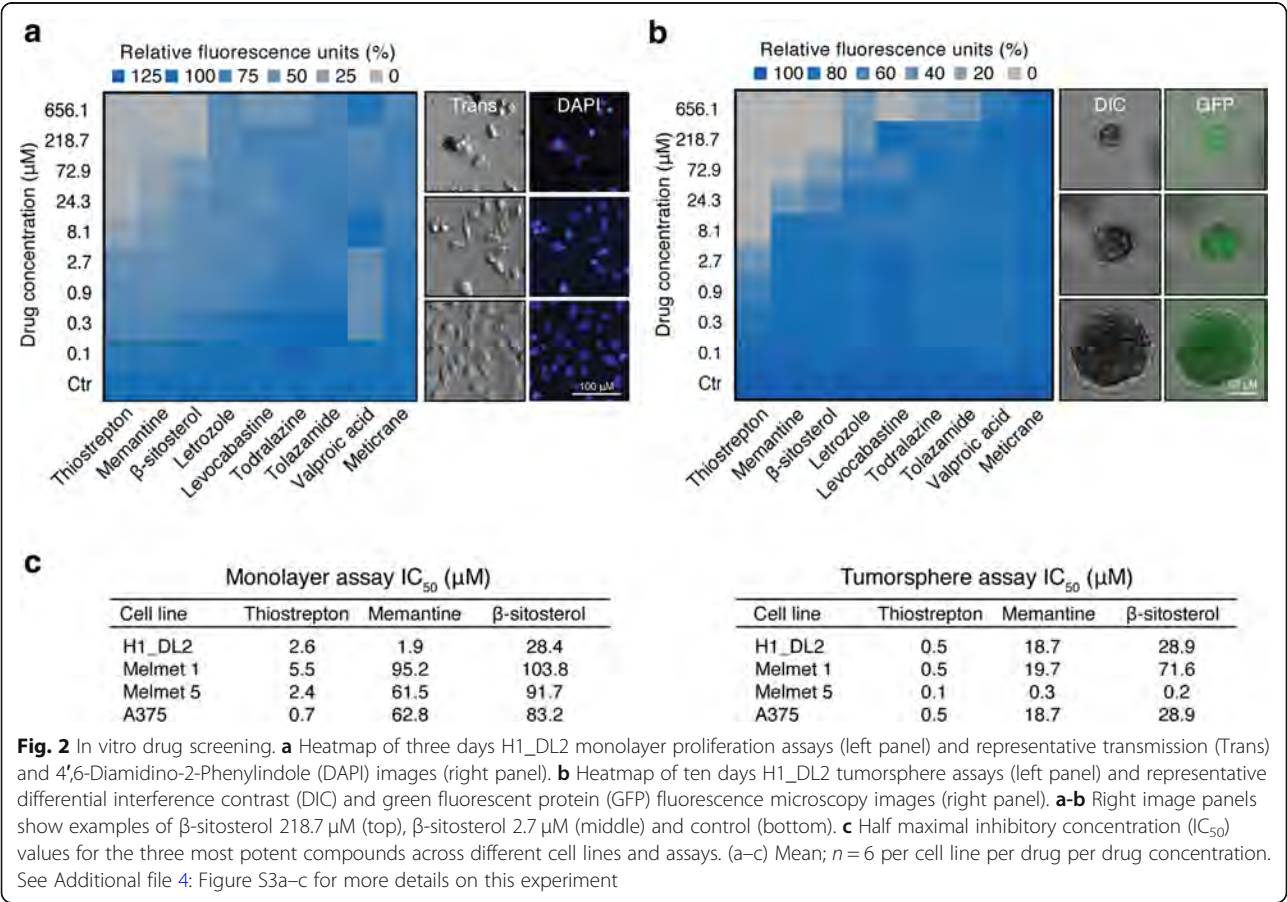 a
Relative fluorescence units (%)
125 100 75 50 25 0
Drug concentration (µM)
656.1
218.7
72.9
24.3
8.1
2.7
0.9
0.3
0.1
Ctr
Thiostrepton
Memantine
β-sitosterol
Letrozole
Levocabastine
Todralazine
Tolazamide
Valproic acid
Meticrane
Trans
DAPI
100 µM
b
Relative fluorescence units (%)
100 80 60 40 20 0
Drug concentration (µM)
656.1
218.7
72.9
24.3
8.1
2.7
0.9
0.3
0.1
Ctr
Thiostrepton
Memantine
β-sitosterol
Letrozole
Levocabastine
Todralazine
Tolazamide
Valproic acid
Meticrane
DIC
GFP
c
Monolayer assay IC50 (µM)
Cell line Thiostrepton Memantine β-sitosterol
H1_DL2 2.6 1.9 28.4
Melmet 1 5.5 95.2 103.8
Melmet 5 2.4 61.5 91.7
A375 0.7 62.8 83.2
Tumorsphere assay IC50 (µM)
Cell line Thiostrepton Memantine β-sitosterol
H1_DL2 0.5 18.7 28.9
Melmet 1 0.5 19.7 71.6
Melmet 5 0.1 0.3 0.2
A375 0.5 18.7 28.9
Fig. 2 In vitro drug screening. a Heatmap of three days H1_DL2 monolayer proliferation assays (left panel) and representative transmission (Trans)
and 4′,6-Diamidino-2-Phenylindole (DAPI) images (right panel). b Heatmap of ten days H1_DL2 tumorsphere assays (left panel) and representative
differential interference contrast (DIC) and green fluorescent protein (GFP) fluorescence microscopy images (right panel). a-b Right image panels
show examples of β-sitosterol 218.7 µM (top), β-sitosterol 2.7 µM (middle) and control (bottom). c Half maximal inhibitory concentration (IC50)
values for the three most potent compounds across different cell lines and assays. (a–c) Mean; n = 6 per cell line per drug per drug concentration.
See Additional file 4: Figure S3a–c for more details on this experiment